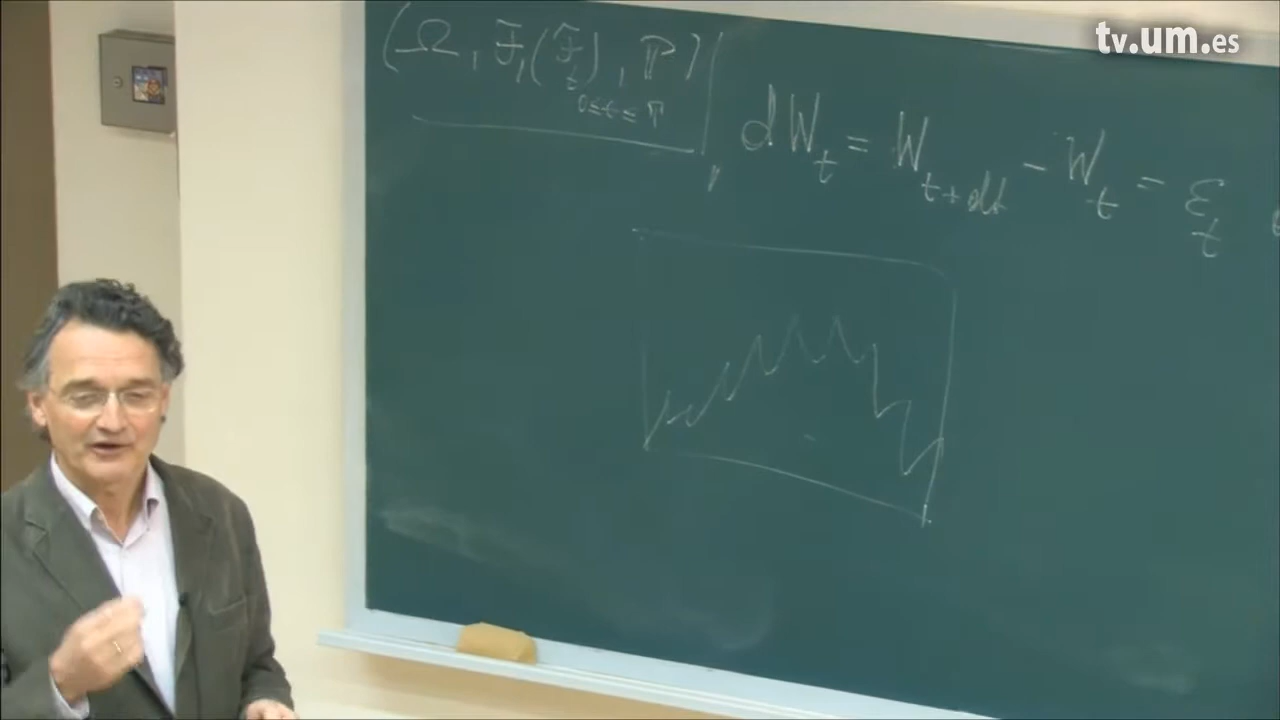 tv.um.es
(Ω, F, (F_t)_{0≤t≤T}, P),
dW_t = W_{t+dt} - W_t = ε_t